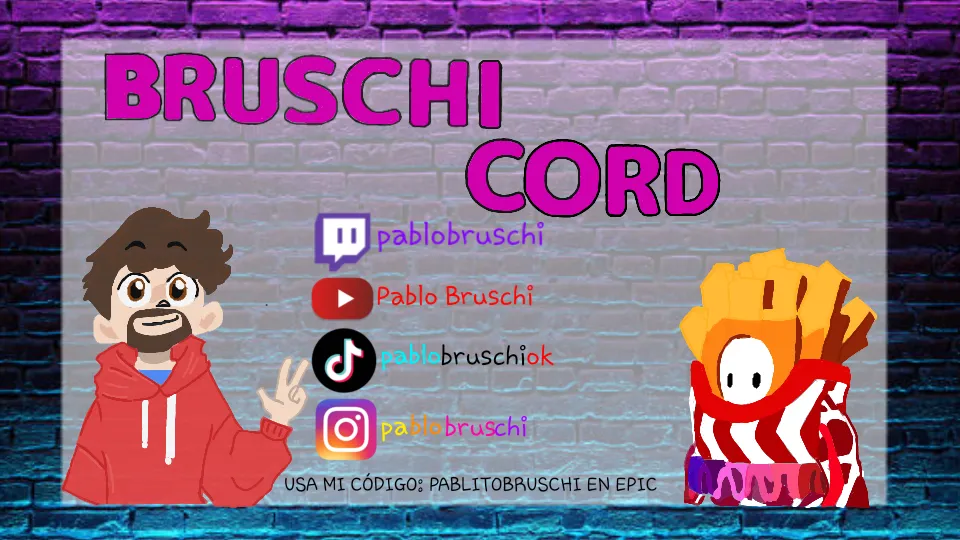 BRUSCHI
CORD
pablobruschi
Pablo Bruschi
pablobruschiok
pablobruschi
USA MI CÓDIGO: PABLITOBRUSCHI EN EPIC